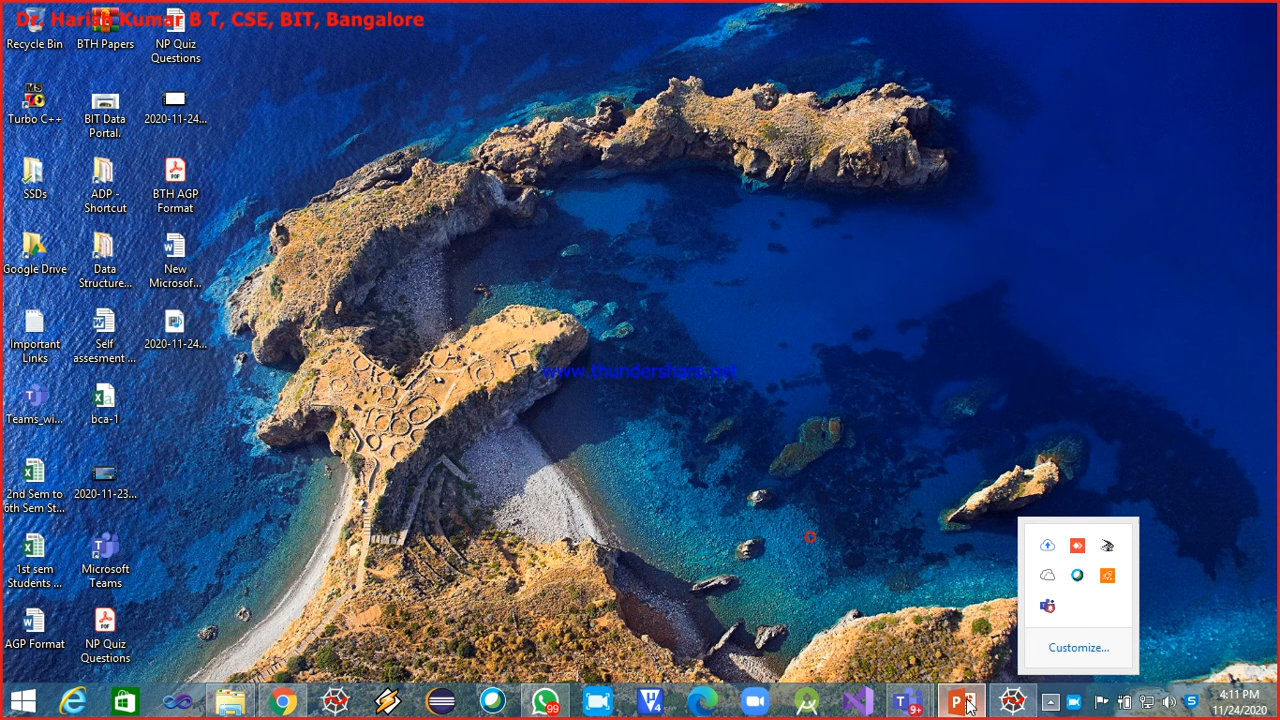 Dr. Harish Kumar B T, CSE, BIT, Bangalore
Recycle Bin
BTH Papers
NP Quiz
Questions
Turbo C++
BIT Data
Portal.
2020-11-24...
SSDs
ADP -
Shortcut
BTH AGP
Format
Google Drive
Data
Structure...
New
Microsof...
Important
Links
Self
assesment ...
2020-11-24...
Teams_wi...
bca-1
2nd Sem to
6th Sem St...
2020-11-23...
1st sem
Students ...
Microsoft
Teams
AGP Format
NP Quiz
Questions
www.thundershare.net
Customize...
99
9+
4:11 PM
11/24/2020